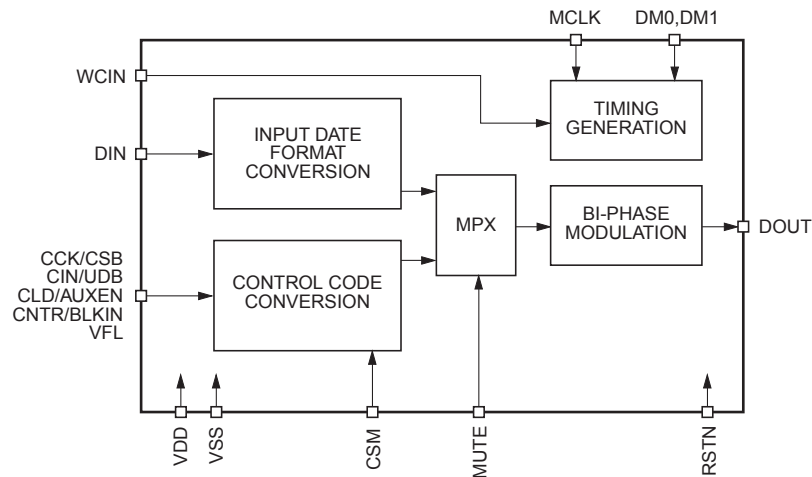 MCLK DM0,DM1
WCIN
TIMING
GENERATION
INPUT DATE
FORMAT
CONVERSION
DIN
MPX
BI-PHASE
MODULATION
DOUT
CCK/CSB
CIN/UDB
CLD/AUXEN
CNTR/BLKIN
VFL
CONTROL CODE
CONVERSION
VDD
VSS
CSM
MUTE
RSTN